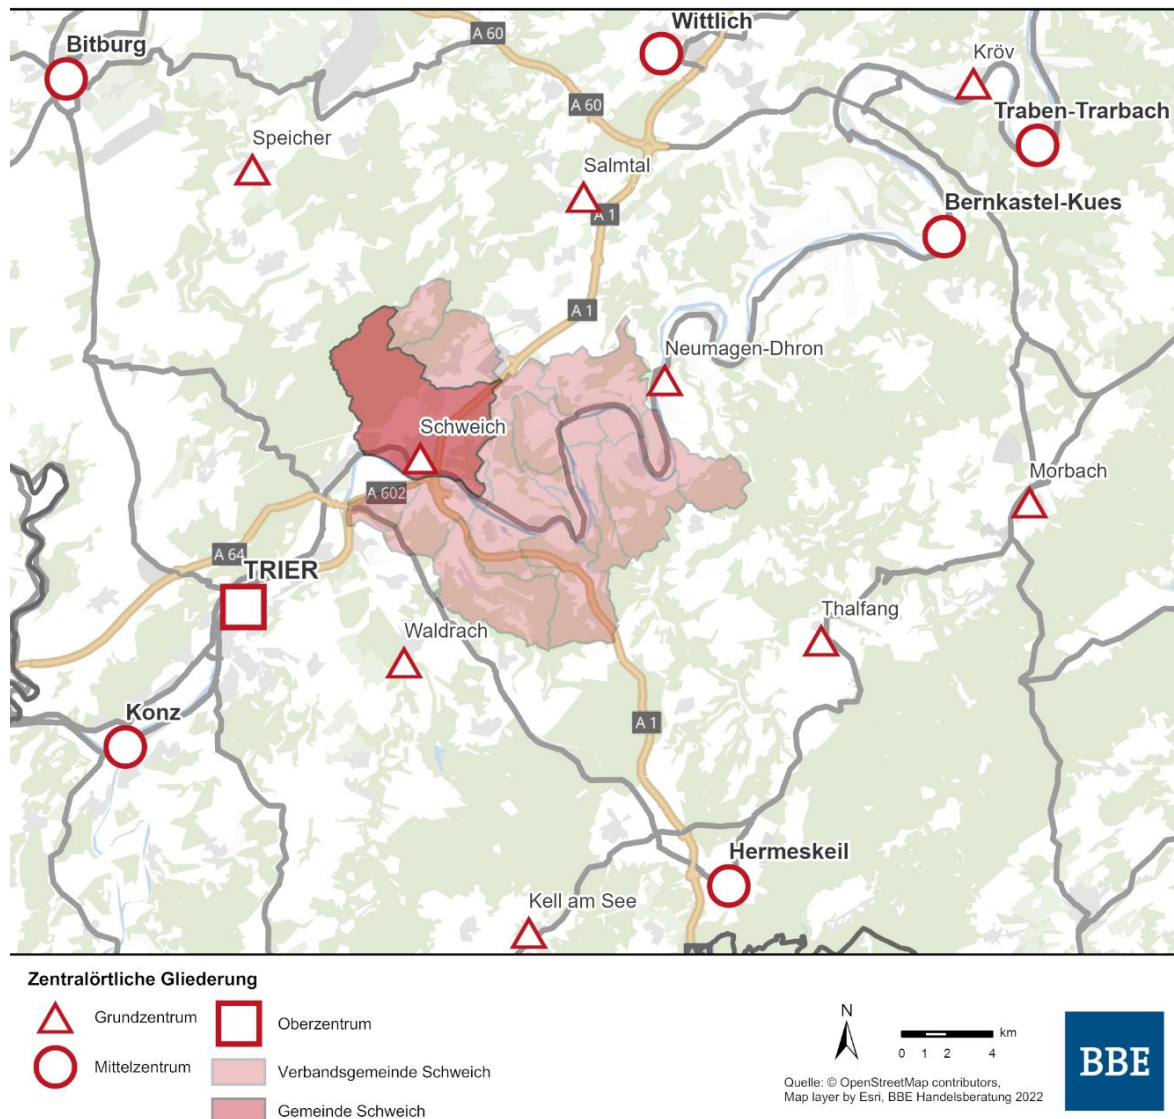 Wittlich
Bitburg
A 60
Kröv
A 60
Traben-Trarbach
Speicher
Salmtal
A 1
Bernkastel-Kues
A 1
Neumagen-Dhron
Schweich
Morbach
A 602
A 64
TRIER
Thalfang
Waldrach
Konz
A 1
Hermeskeil
Kell am See
Zentralörtliche Gliederung
Grundzentrum
Oberzentrum
Mittelzentrum
Verbandsgemeinde Schweich
Gemeinde Schweich
N
km
0 1 2 4
Quelle: © OpenStreetMap contributors,
Map layer by Esri, BBE Handelsberatung 2022
BBE